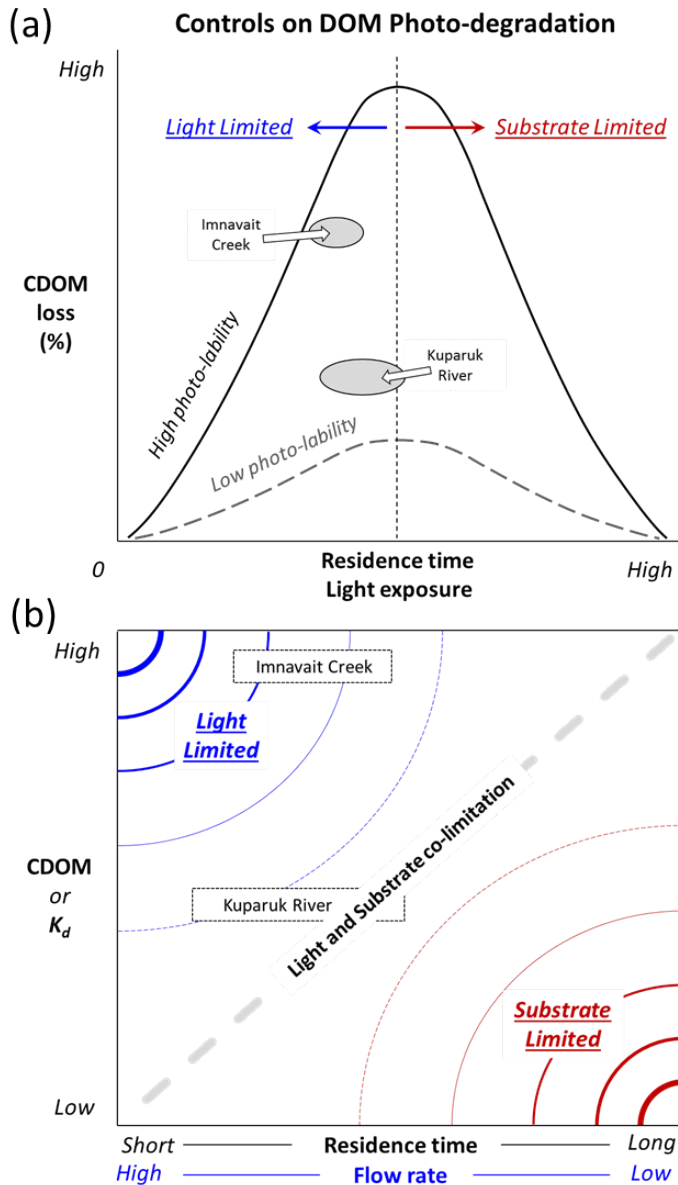 (a)
Controls on DOM Photo-degradation
High
Light Limited
Substrate Limited
Imnavait
Creek
CDOM
loss
(%)
Kuparuk
River
High photo-lability
Low photo-lability
0
Residence time
Light exposure
High
(b)
High
Imnavait Creek
Light
Limited
CDOM
or
Kd
Kuparuk River
Light and Substrate co-limitation
Substrate
Limited
Low
Short
Residence time
Long
High
Flow rate
Low